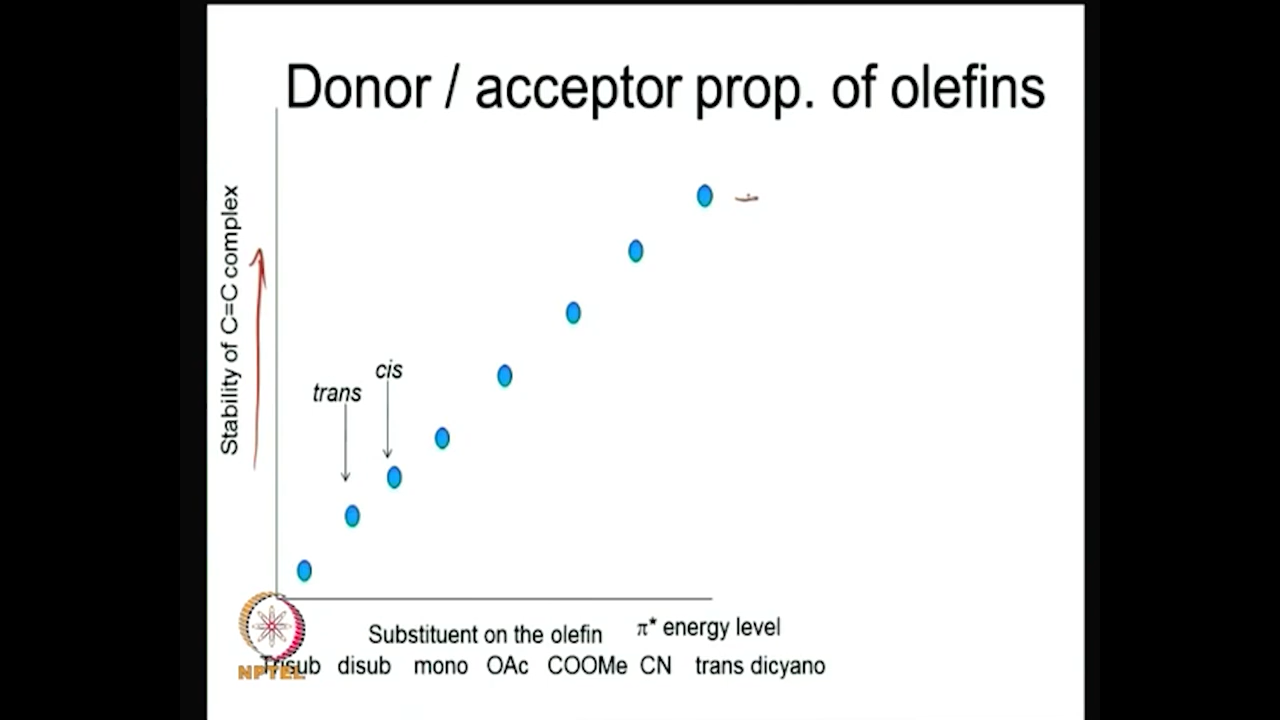 Donor / acceptor prop. of olefins
Stability of C=C complex
cis
trans
Substituent on the olefin
π* energy level
Trisub disub mono OAc COOMe CN trans dicyano
NPTEL